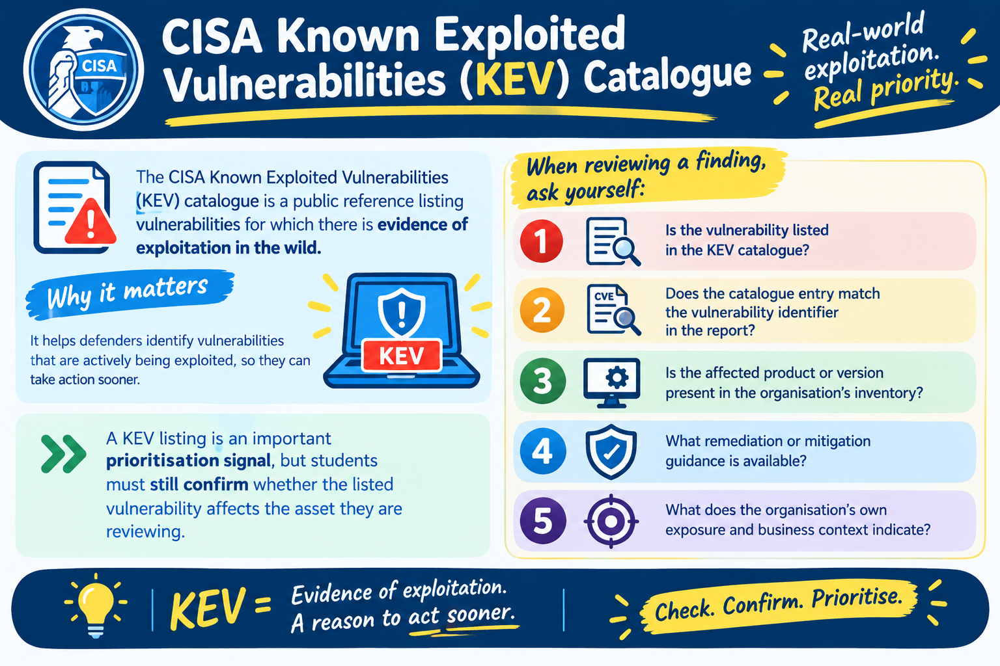 CISA
CISA Known Exploited
Vulnerabilities (KEV) Catalogue
Real-world
exploitation.
Real priority.
The CISA Known Exploited Vulnerabilities
(KEV) catalogue is a public reference listing
vulnerabilities for which there is evidence of
exploitation in the wild.
Why it matters
It helps defenders identify vulnerabilities
that are actively being exploited, so they can
take action sooner.
KEV
A KEV listing is an important
prioritisation signal, but students
must still confirm whether the listed
vulnerability affects the asset they are
reviewing.
When reviewing a finding,
ask yourself:
1
Is the vulnerability listed
in the KEV catalogue?
2
CVE
Does the catalogue entry match
the vulnerability identifier
in the report?
3
Is the affected product or version
present in the organisation's inventory?
4
What remediation or mitigation
guidance is available?
5
What does the organisation's own
exposure and business context indicate?
KEV =
Evidence of exploitation.
A reason to act sooner.
Check. Confirm. Prioritise.